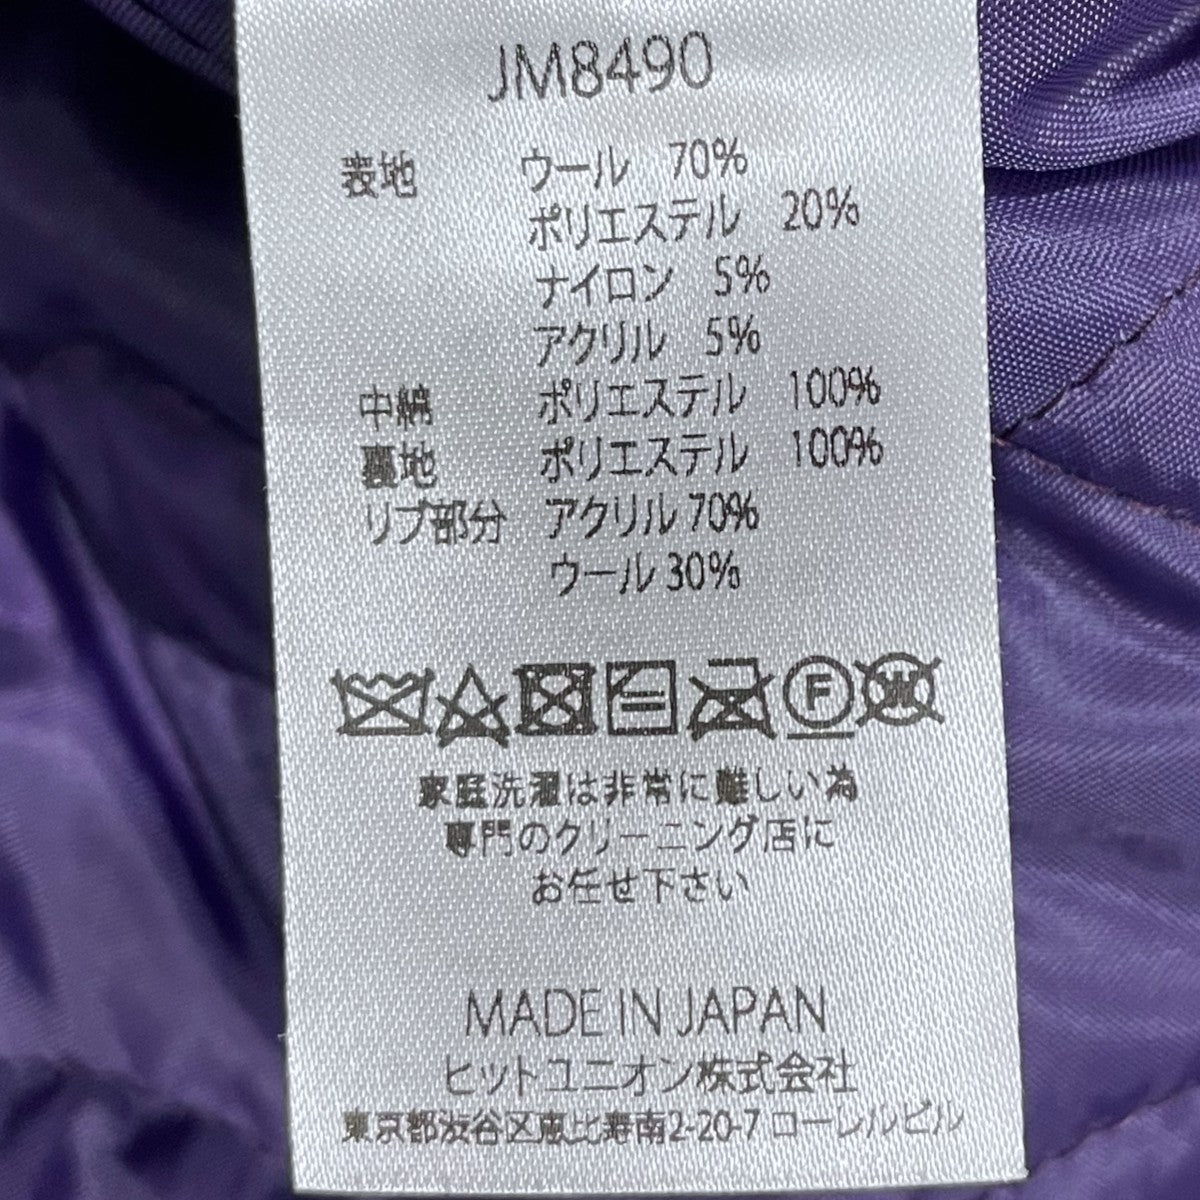 JM8490
表地 ウール 70%
ポリエステル 20%
ナイロン 5%
アクリル 5%
中綿 ポリエステル 100%
裏地 ポリエステル 100%
リブ部分 アクリル 70%
ウール 30%
F
W
家庭洗濯は非常に難しい為
専門のクリーニング店に
お任せ下さい
MADE IN JAPAN
ヒットユニオン株式会社
東京都渋谷区恵比寿南2-20-7 コーレルビル